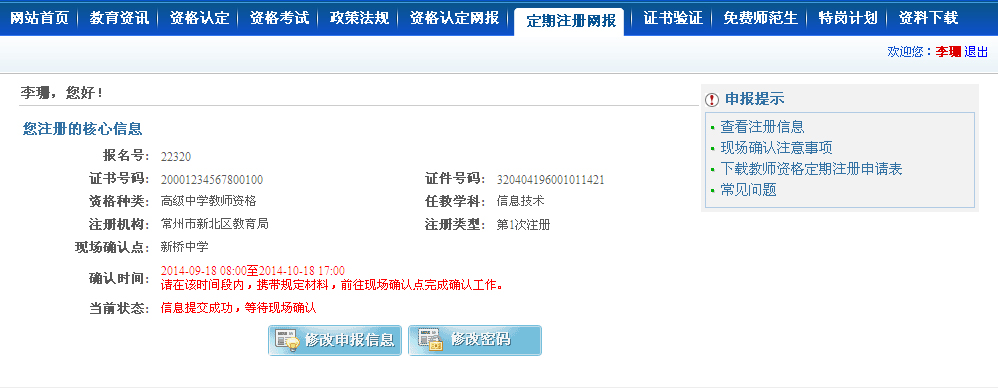 网站首页 教育资讯 资格认定 资格考试 政策法规 资格认定网报 定期注册网报 证书验证 免费师范生 特岗计划 资料下载
欢迎您：李珊 退出
李珊，您好！
您注册的核心信息
报名号： 22320
证书号码： 20001234567800100 证件号码： 320404196001011421
资格种类： 高级中学教师资格 任教学科： 信息技术
注册机构： 常州市新北区教育局 注册类型： 第1次注册
现场确认点： 新桥中学
确认时间： 2014-09-18 08:00至2014-10-18 17:00
请在该时间段内，携带规定材料，前往现场确认点完成确认工作。
当前状态： 信息提交成功，等待现场确认
修改申报信息 修改密码
申报提示
查看注册信息
现场确认注意事项
下载教师资格定期注册申请表
常见问题